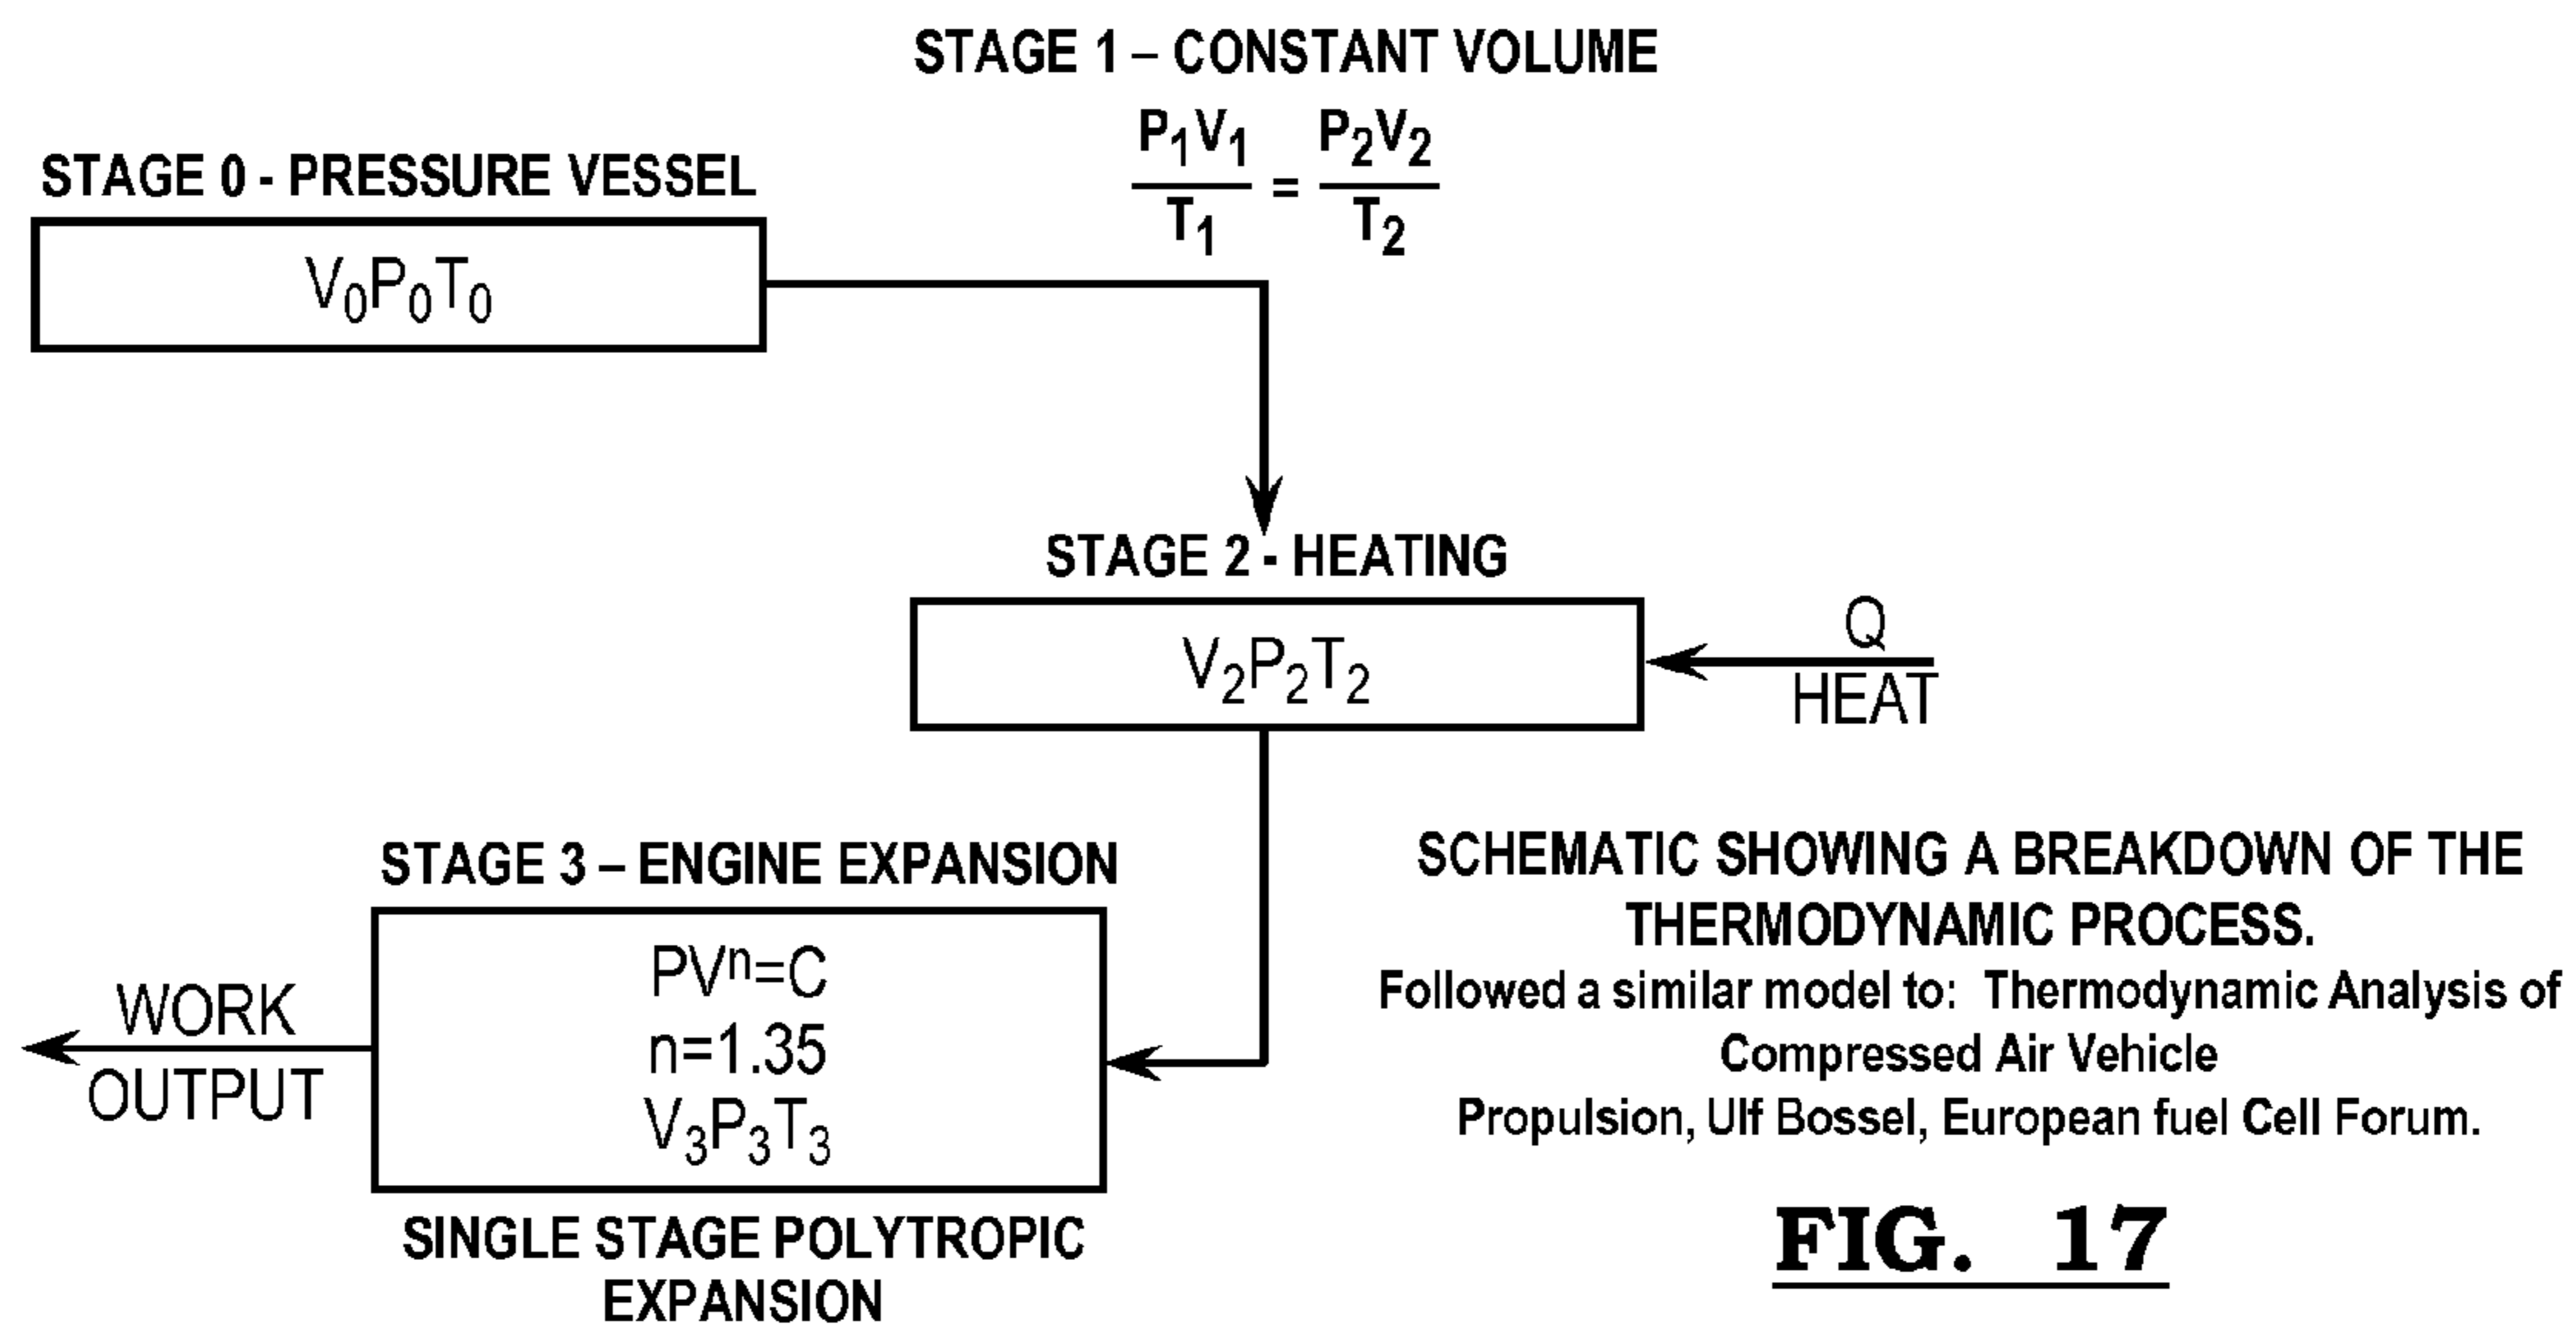 STAGE 1 – CONSTANT VOLUME
P₁V₁ / T₁ = P₂V₂ / T₂
STAGE 0 - PRESSURE VESSEL
V₀P₀T₀
STAGE 2 - HEATING
V₂P₂T₂
Q
HEAT
STAGE 3 – ENGINE EXPANSION
PVⁿ=C
n=1.35
V₃P₃T₃
WORK
OUTPUT
SINGLE STAGE POLYTROPIC
EXPANSION
SCHEMATIC SHOWING A BREAKDOWN OF THE
THERMODYNAMIC PROCESS.
Followed a similar model to: Thermodynamic Analysis of
Compressed Air Vehicle
Propulsion, Ulf Bossel, European fuel Cell Forum.
FIG. 17